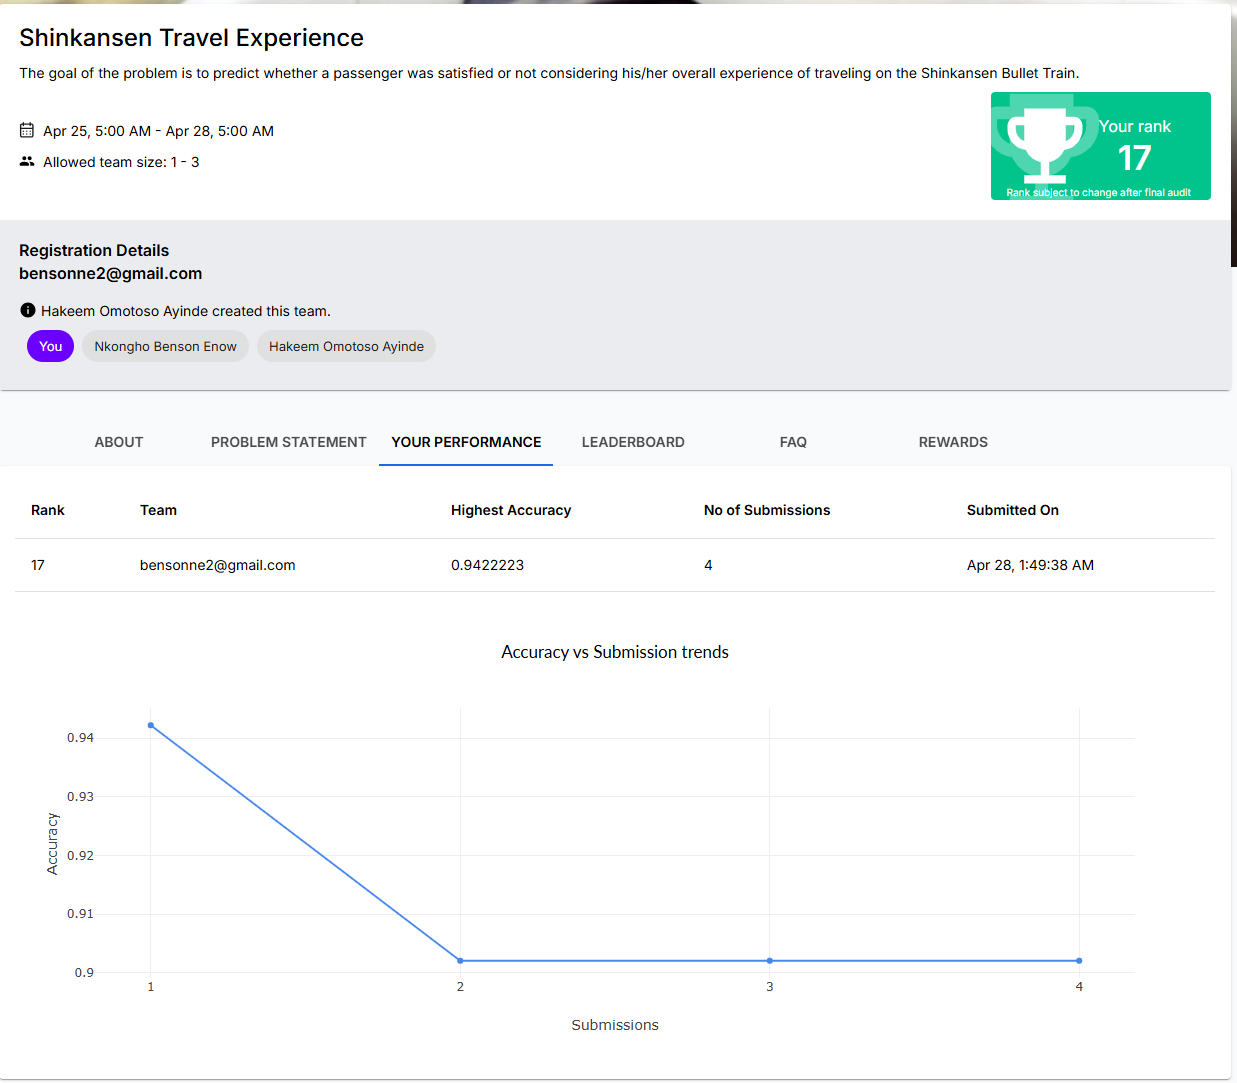 Shinkansen Travel Experience
The goal of the problem is to predict whether a passenger was satisfied or not considering his/her overall experience of traveling on the Shinkansen Bullet Train.
Apr 25, 5:00 AM - Apr 28, 5:00 AM
Allowed team size: 1 - 3
Your rank
17
Rank subject to change after final audit
Registration Details
bensonne2@gmail.com
Hakeem Omotoso Ayinde created this team.
You Nkongho Benson Enow Hakeem Omotoso Ayinde
ABOUT PROBLEM STATEMENT YOUR PERFORMANCE LEADERBOARD FAQ REWARDS
Rank Team Highest Accuracy No of Submissions Submitted On
17 bensonne2@gmail.com 0.9422223 4 Apr 28, 1:49:38 AM
Accuracy vs Submission trends
0.94
0.93
0.92
0.91
0.9
Accuracy
1 2 3 4
Submissions